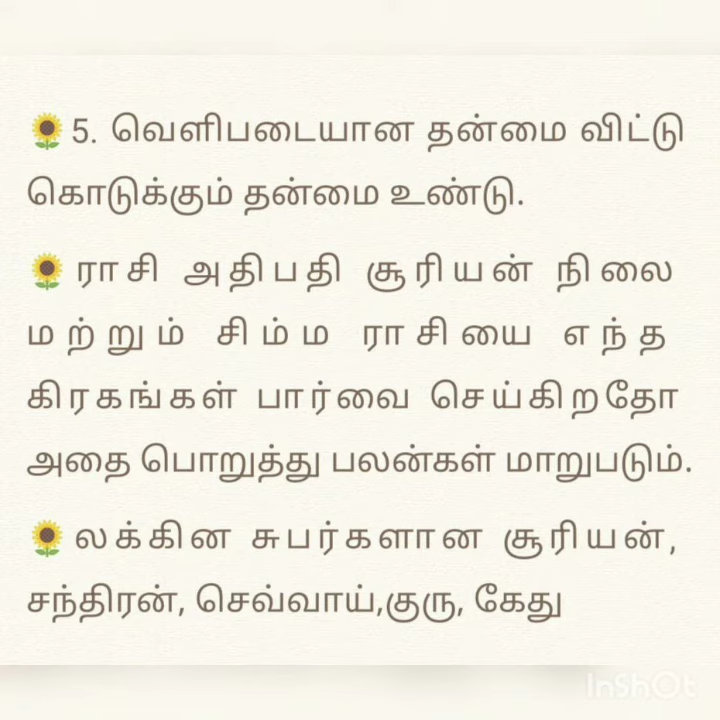 🌻5. வெளிபடையான தன்மை விட்டு
கொடுக்கும் தன்மை உண்டு.
🌻ராசி அதிபதி சூரியன் நிலை
மற்றும் சிம்ம ராசியை எந்த
கிரகங்கள் பார்வை செய்கிறதோ
அதை பொறுத்து பலன்கள் மாறுபடும்.
🌻லக்கின சுபர்களான சூரியன்,
சந்திரன், செவ்வாய்,குரு, கேது
InShOt